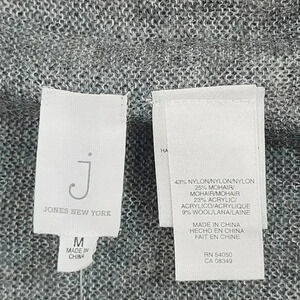 j
JONES NEW YORK
M
MADE IN
CHINA
HA
43% NYLON/NYLON/NYLON
25% MOHAIR/
MOHAIR/MOHAIR
23% ACRYLIC/
ACRYLICO/ACRYLIQUE
9% WOOL/LANA/LAINE
MADE IN CHINA
HECHO EN CHINA
FAIT EN CHINE
RN 54050
CA 08349